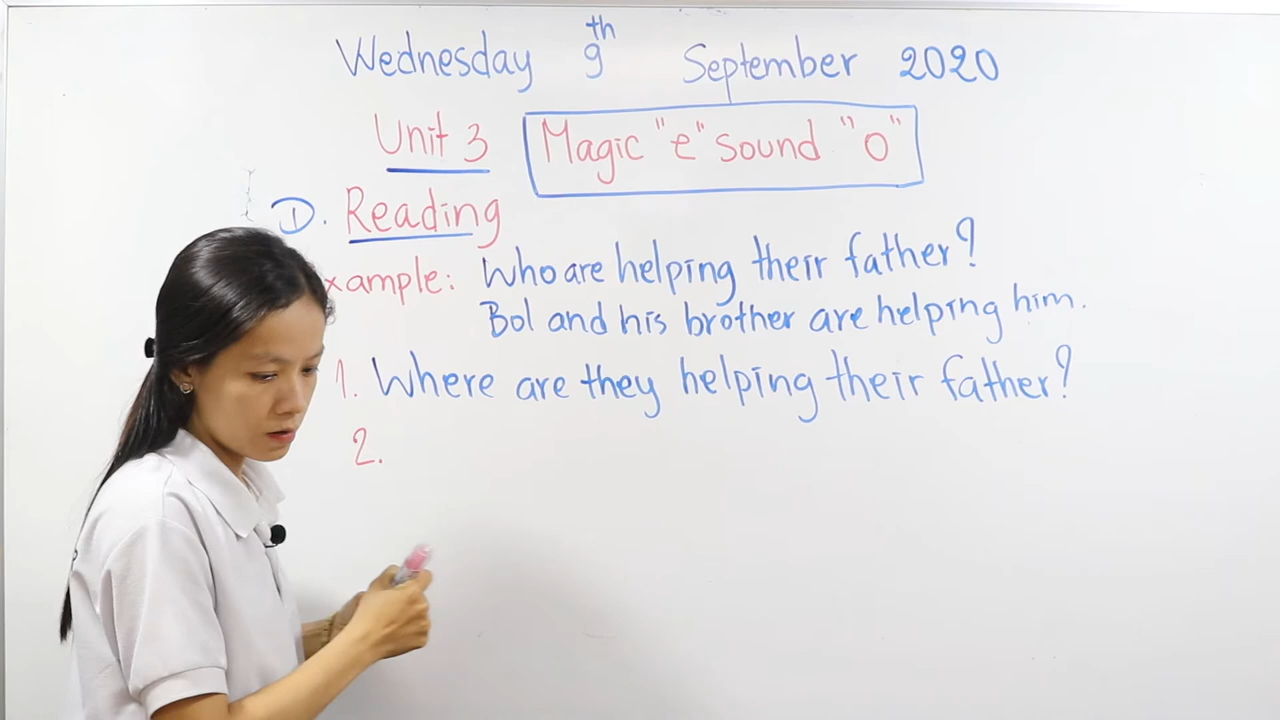 Wednesday 9th September 2020
Unit 3 Magic "e" sound "o"
D. Reading
xample: Who are helping their father?
Bol and his brother are helping him.
1. Where are they helping their father?
2.